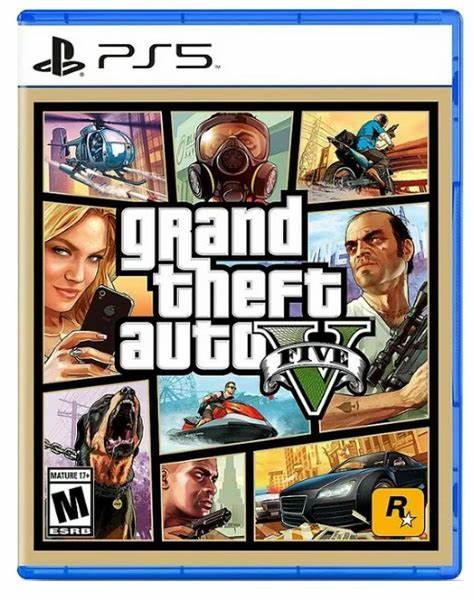 PS5
grand
theft
auto
FIVE
MATURE 17+
M
ESRB
R